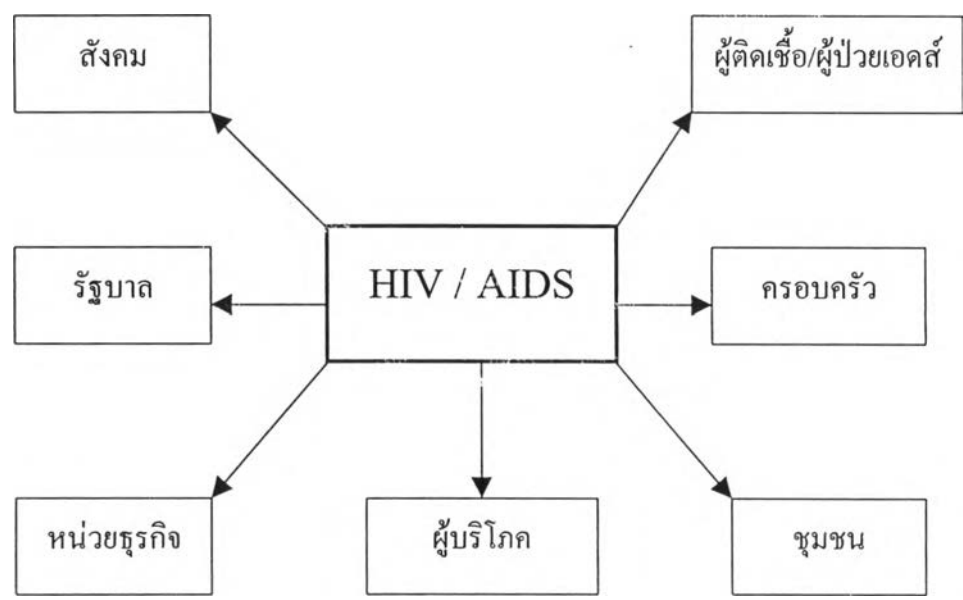 สังคม
ผู้ติดเชื้อ/ผู้ป่วยเอดส์
รัฐบาล
HIV / AIDS
ครอบครัว
หน่วยธุรกิจ
ผู้บริโภค
ชุมชน